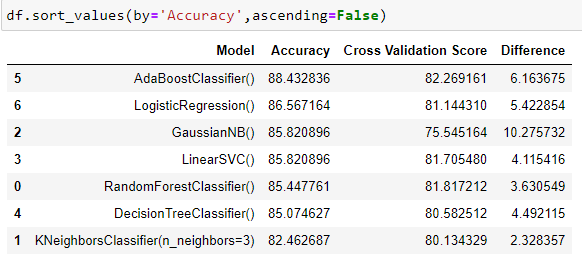 df.sort_values(by='Accuracy',ascending=False)
Model Accuracy Cross Validation Score Difference
5 AdaBoostClassifier() 88.432836 82.269161 6.163675
6 LogisticRegression() 86.567164 81.144310 5.422854
2 GaussianNB() 85.820896 75.545164 10.275732
3 LinearSVC() 85.820896 81.705480 4.115416
0 RandomForestClassifier() 85.447761 81.817212 3.630549
4 DecisionTreeClassifier() 85.074627 80.582512 4.492115
1 KNeighborsClassifier(n_neighbors=3) 82.462687 80.134329 2.328357